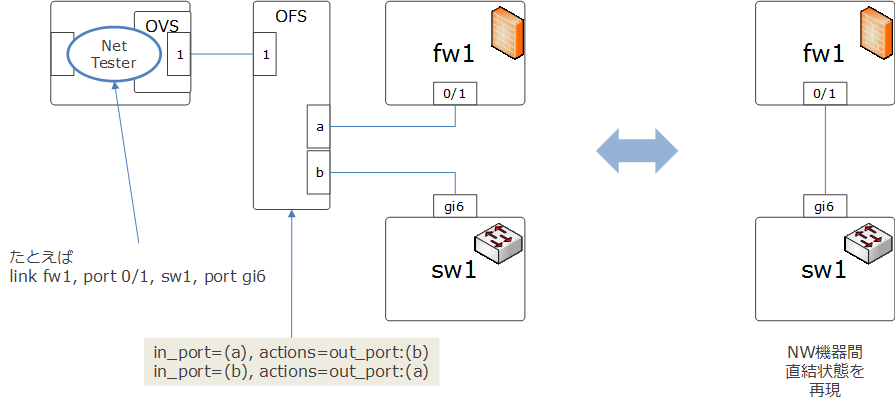 OVS
Net
Tester
1
OFS
1
a
b
fw1
0/1
gi6
sw1
たとえば
link fw1, port 0/1, sw1, port gi6
in_port=(a), actions=out_port:(b)
in_port=(b), actions=out_port:(a)
fw1
0/1
gi6
sw1
NW機器間
直結状態を
再現